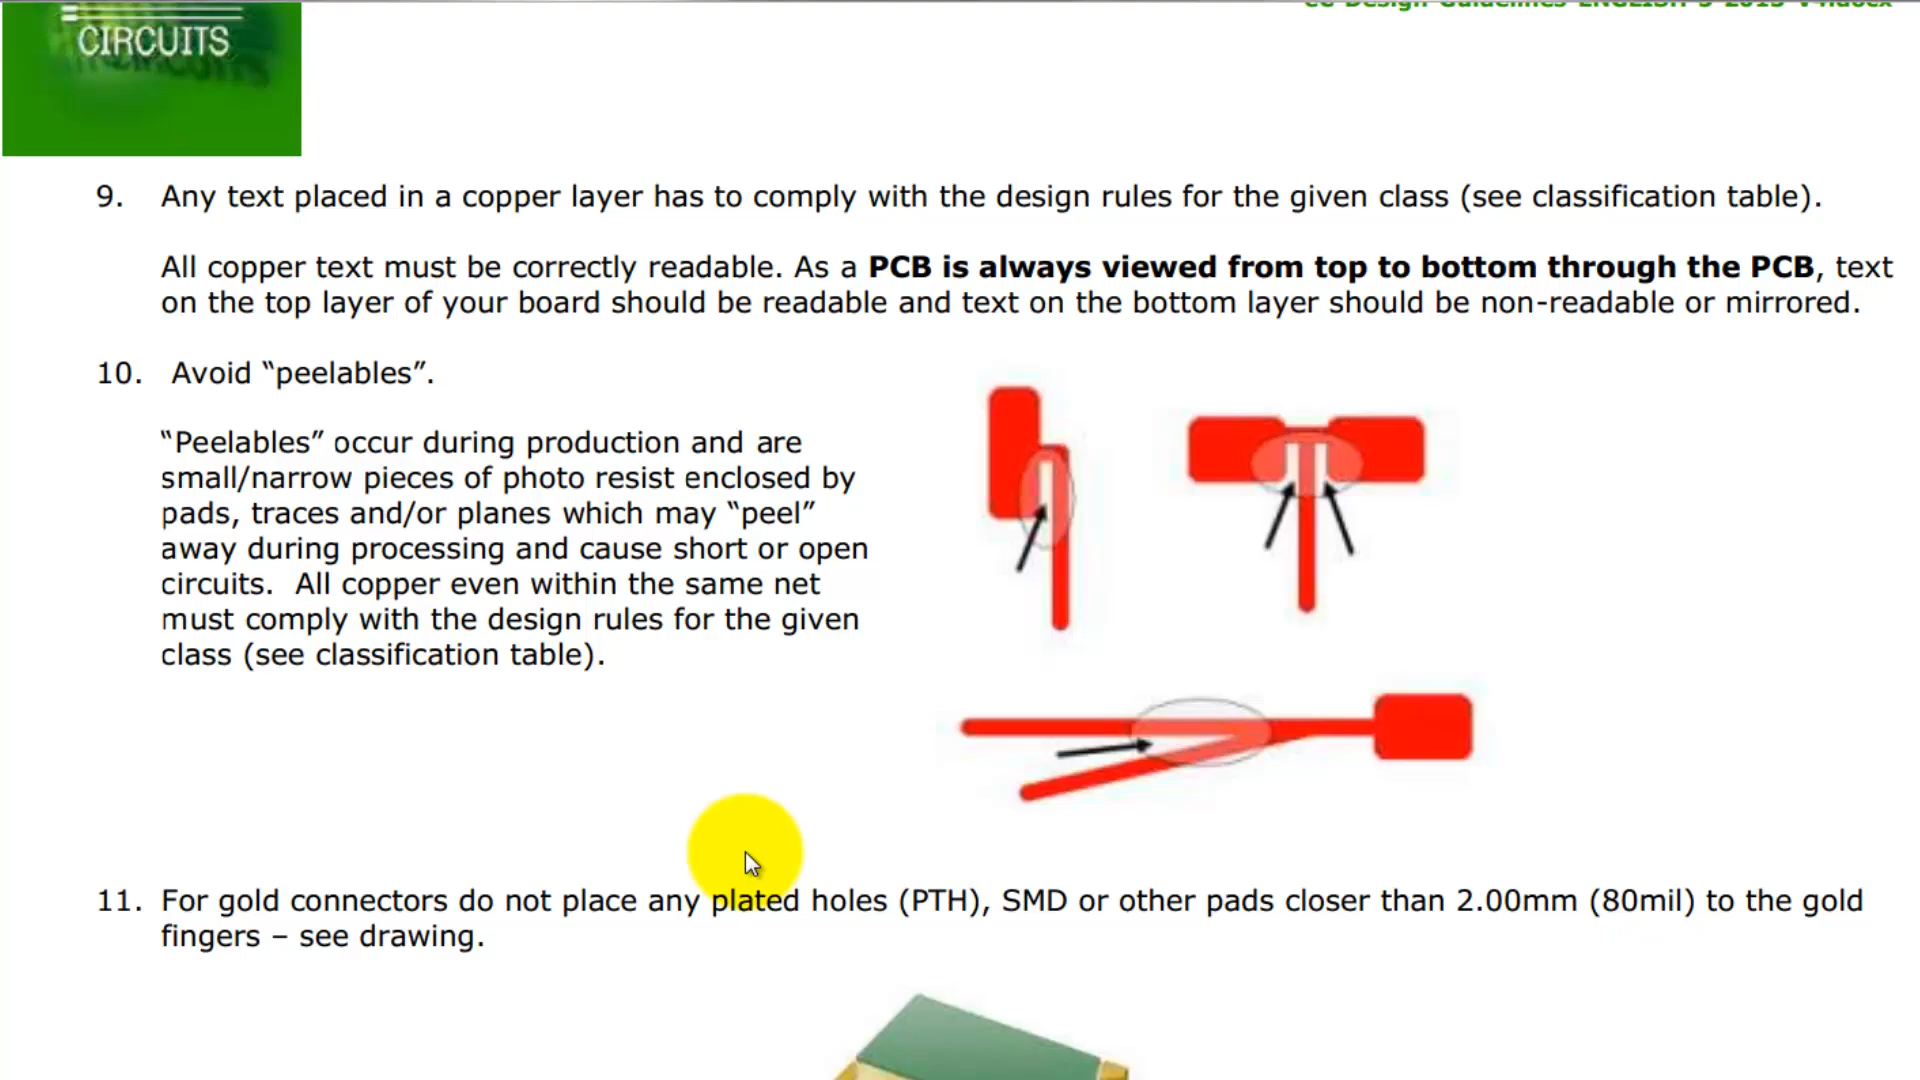 CIRCUITS
9. Any text placed in a copper layer has to comply with the design rules for the given class (see classification table).
All copper text must be correctly readable. As a PCB is always viewed from top to bottom through the PCB, text
on the top layer of your board should be readable and text on the bottom layer should be non-readable or mirrored.
10. Avoid “peelables”.
“Peelables” occur during production and are
small/narrow pieces of photo resist enclosed by
pads, traces and/or planes which may “peel”
away during processing and cause short or open
circuits. All copper even within the same net
must comply with the design rules for the given
class (see classification table).
11. For gold connectors do not place any plated holes (PTH), SMD or other pads closer than 2.00mm (80mil) to the gold
fingers – see drawing.